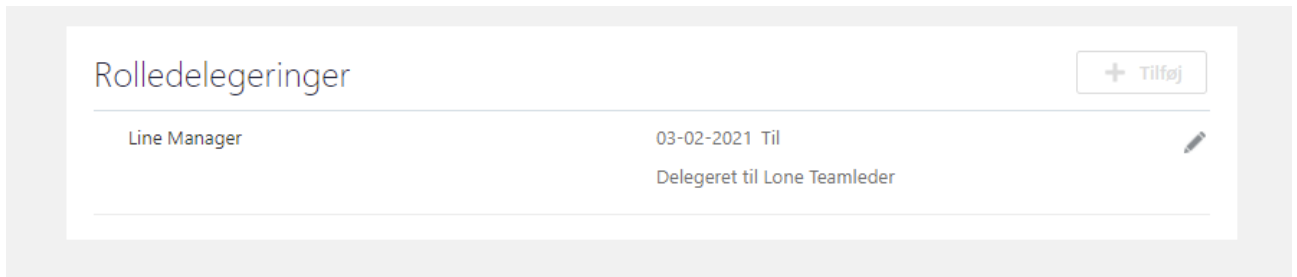 Rolledelegeringer
+ Tilføj
Line Manager
03-02-2021 Til
Delegeret til Lone Teamleder